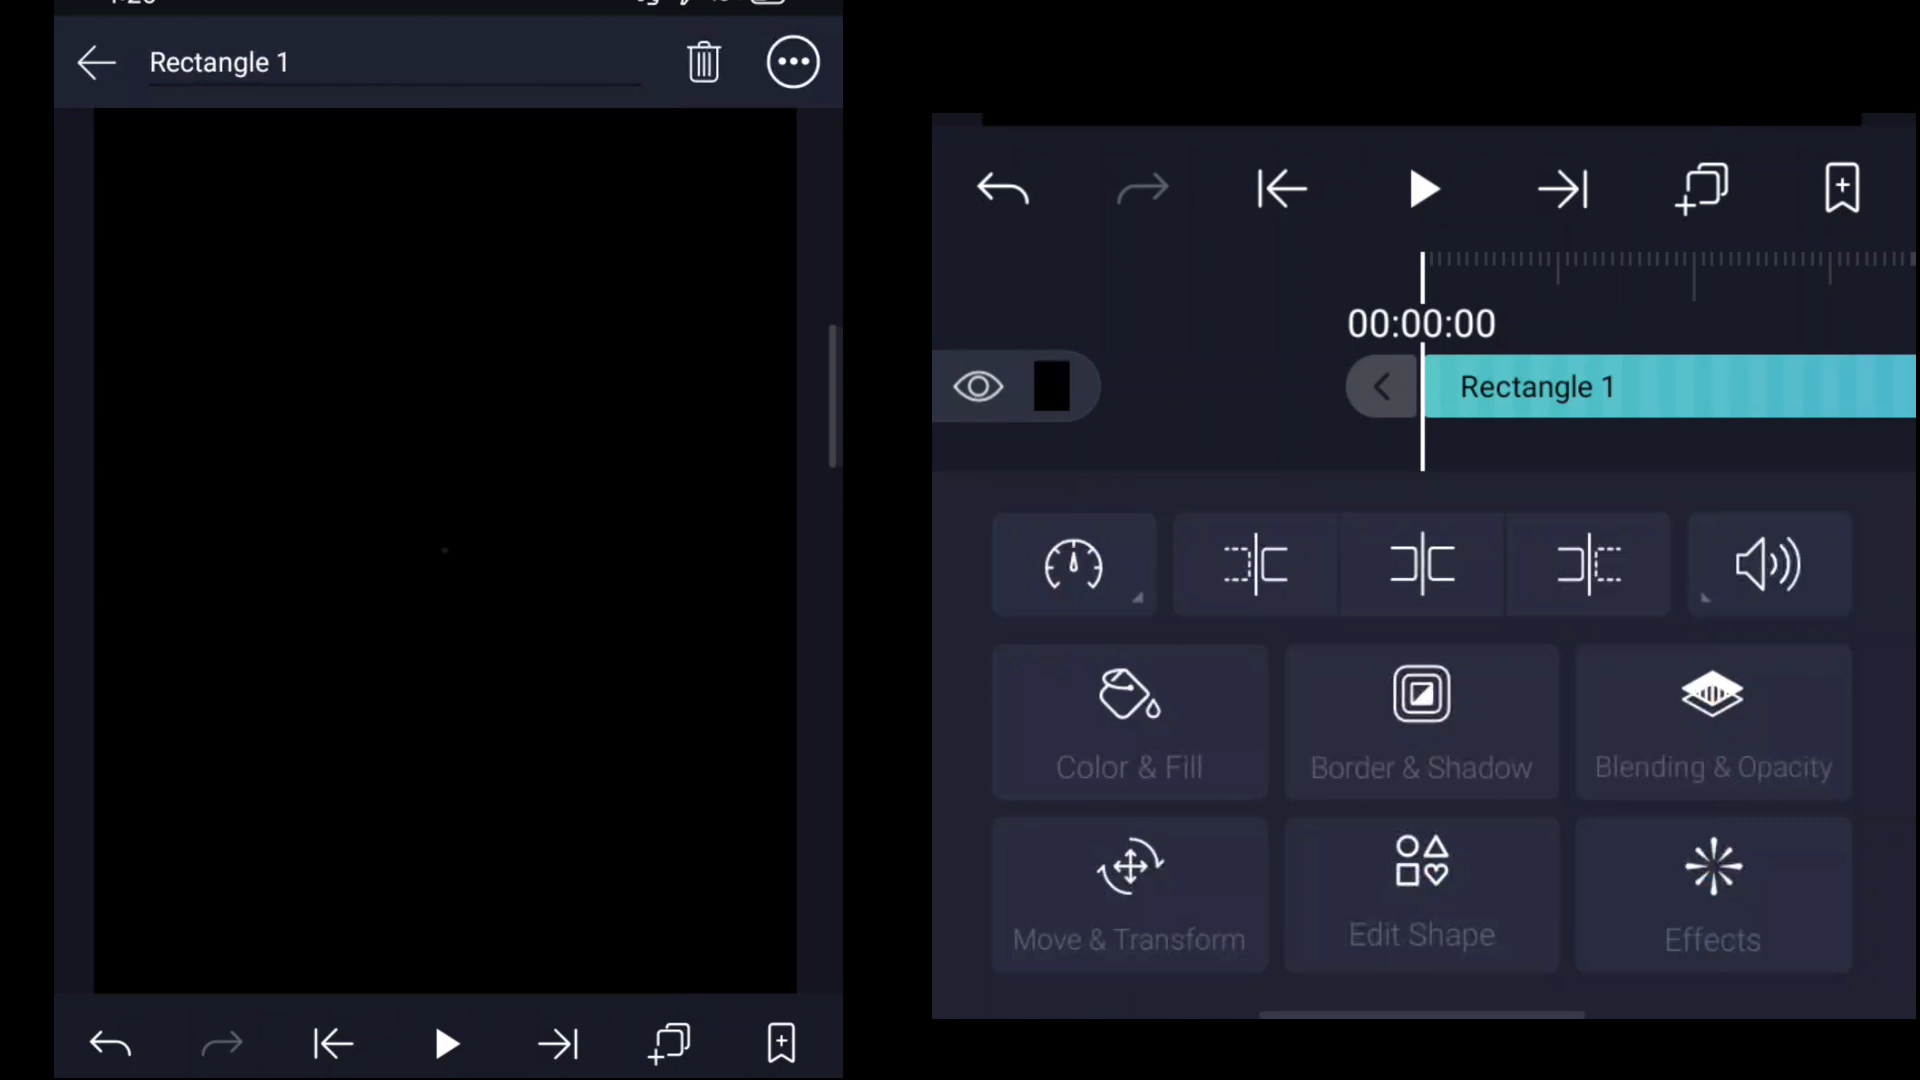 Rectangle 1
00:00:00
Rectangle 1
Color & Fill
Border & Shadow
Blending & Opacity
Move & Transform
Edit Shape
Effects